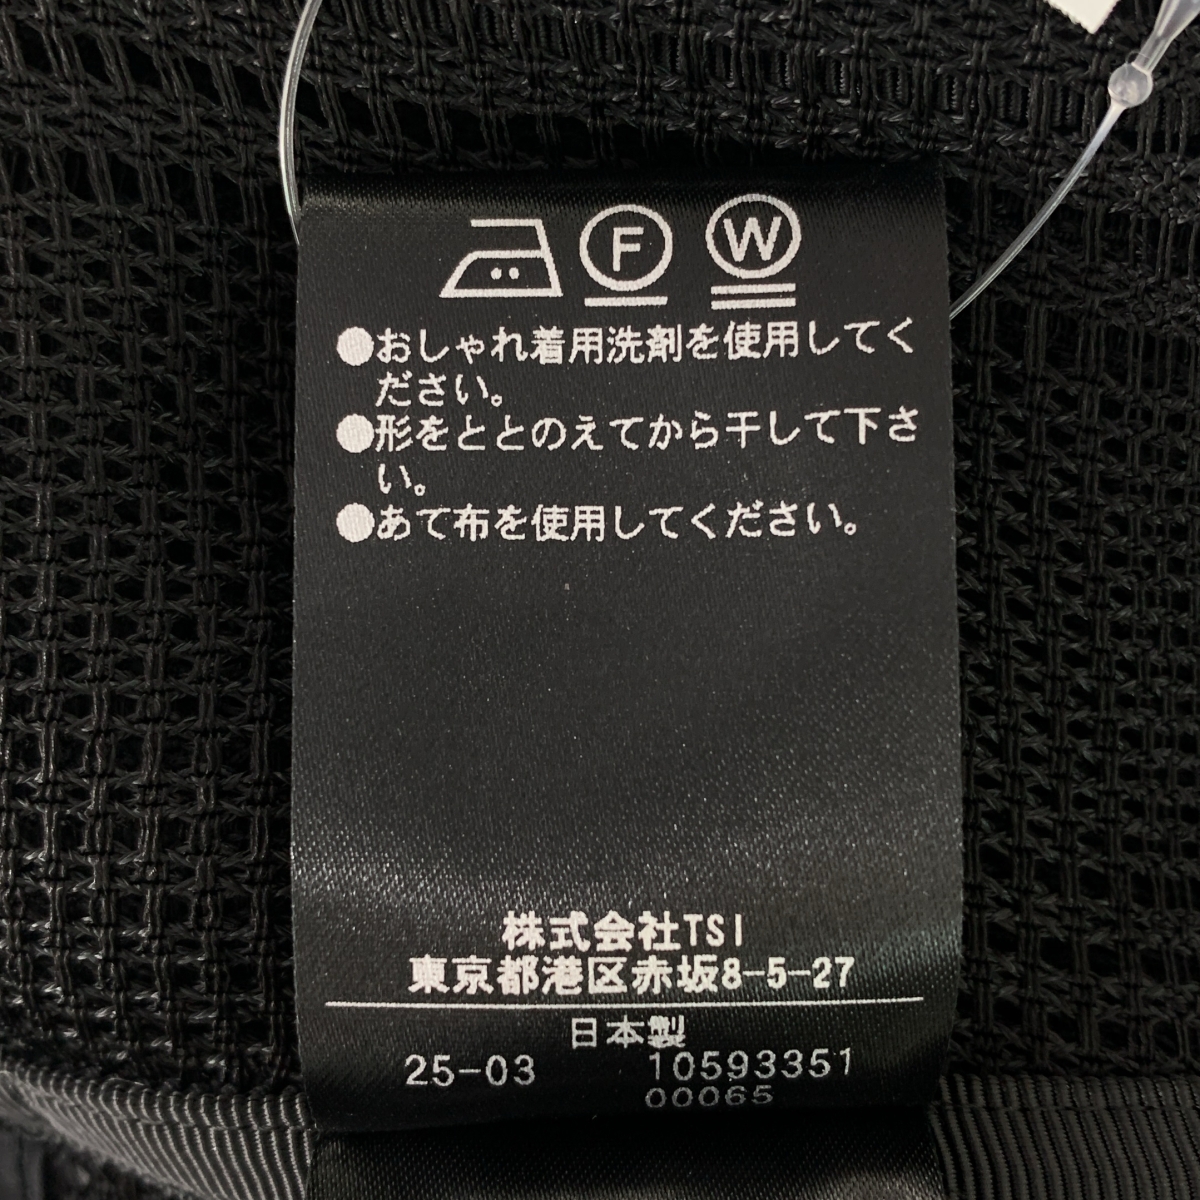 F W
●おしゃれ着用洗剤を使用してく
ださい。
●形をととのえてから干して下さ
い。
●あて布を使用してください。
株式会社TSI
東京都港区赤坂8-5-27
日本製
25-03 10593351
00065